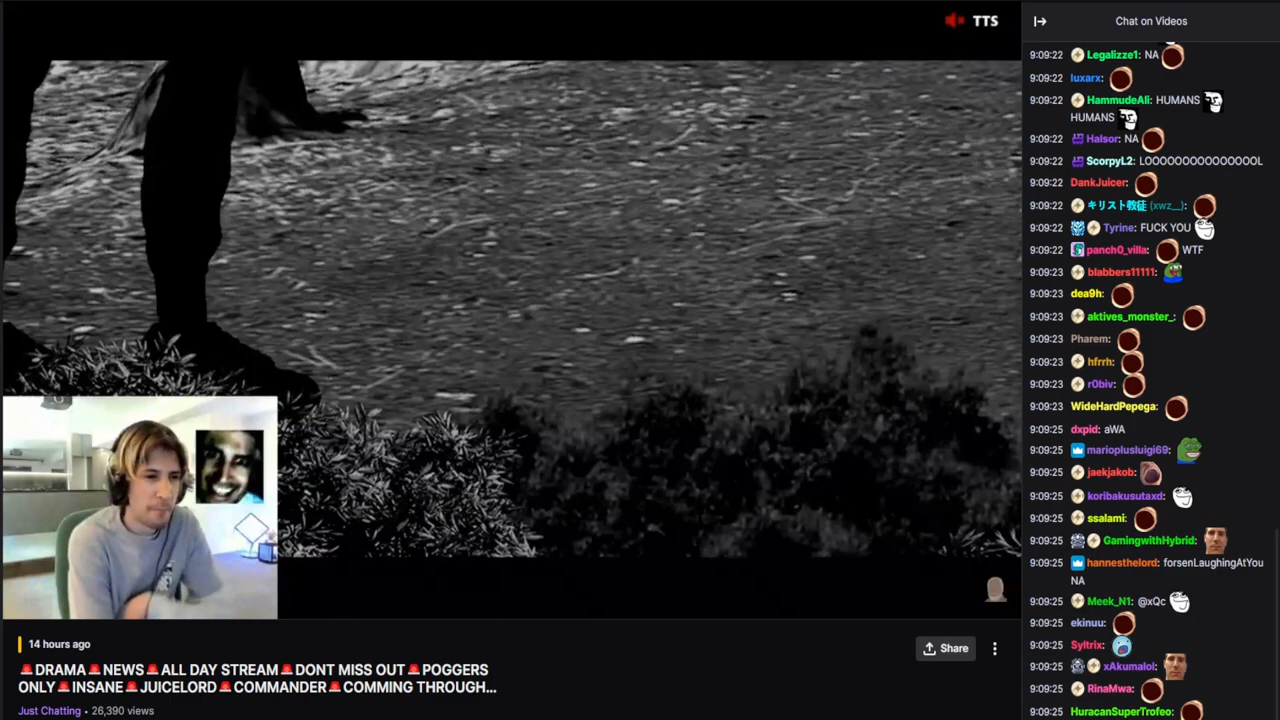 TTS
14 hours ago
Share
DRAMA NEWS ALL DAY STREAM DONT MISS OUT POGGERS
ONLY INSANE JUICELORD COMMANDER COMMING THROUGH...
Just Chatting • 26,390 views
Chat on Videos
9:09:22 Legalizze1: NA
9:09:22 luxarx:
9:09:22 HammudeAli: HUMANS
HUMANS
9:09:22 Halsor: NA
9:09:22 ScorpyL2: LOOOOOOOOOOOOOOOL
DankJuicer:
9:09:22 キリスト教徒 (xwz__):
9:09:22 Tyrine: FUCK YOU
9:09:22 panch0_villa: WTF
9:09:23 blabbers11111:
9:09:23 dea9h:
9:09:23 aktives_monster_:
9:09:23 Pharem:
9:09:23 hfrrh:
9:09:23 r0biv:
9:09:23 WideHardPepega:
9:09:25 dxpid: aWA
9:09:25 marioplusluigi69:
9:09:25 jaekjakob:
9:09:25 koribakusutaxd:
9:09:25 ssalami:
9:09:25 GamingwithHybrid:
9:09:25 hannesthelord: forsenLaughingAtYou
NA
9:09:25 Meek_N1: @xQc
9:09:25 ekinuu:
9:09:25 Syltrix:
9:09:25 xAkumalol:
9:09:25 RinaMwa:
9:09:25 HuracanSuperTrofeo: